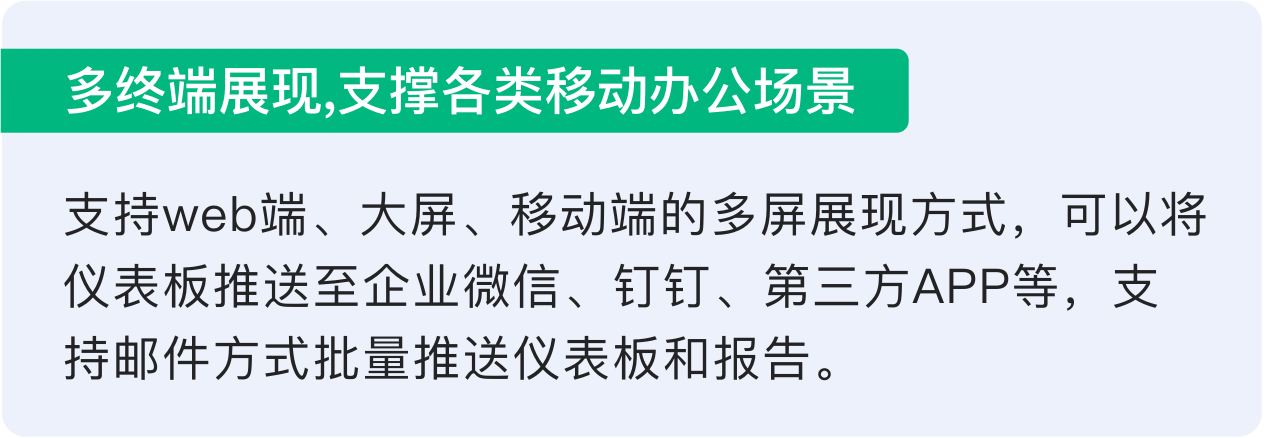 多终端展现,支撑各类移动办公场景
支持web端、大屏、移动端的多屏展现方式，可以将
仪表板推送至企业微信、钉钉、第三方APP等，支
持邮件方式批量推送仪表板和报告。